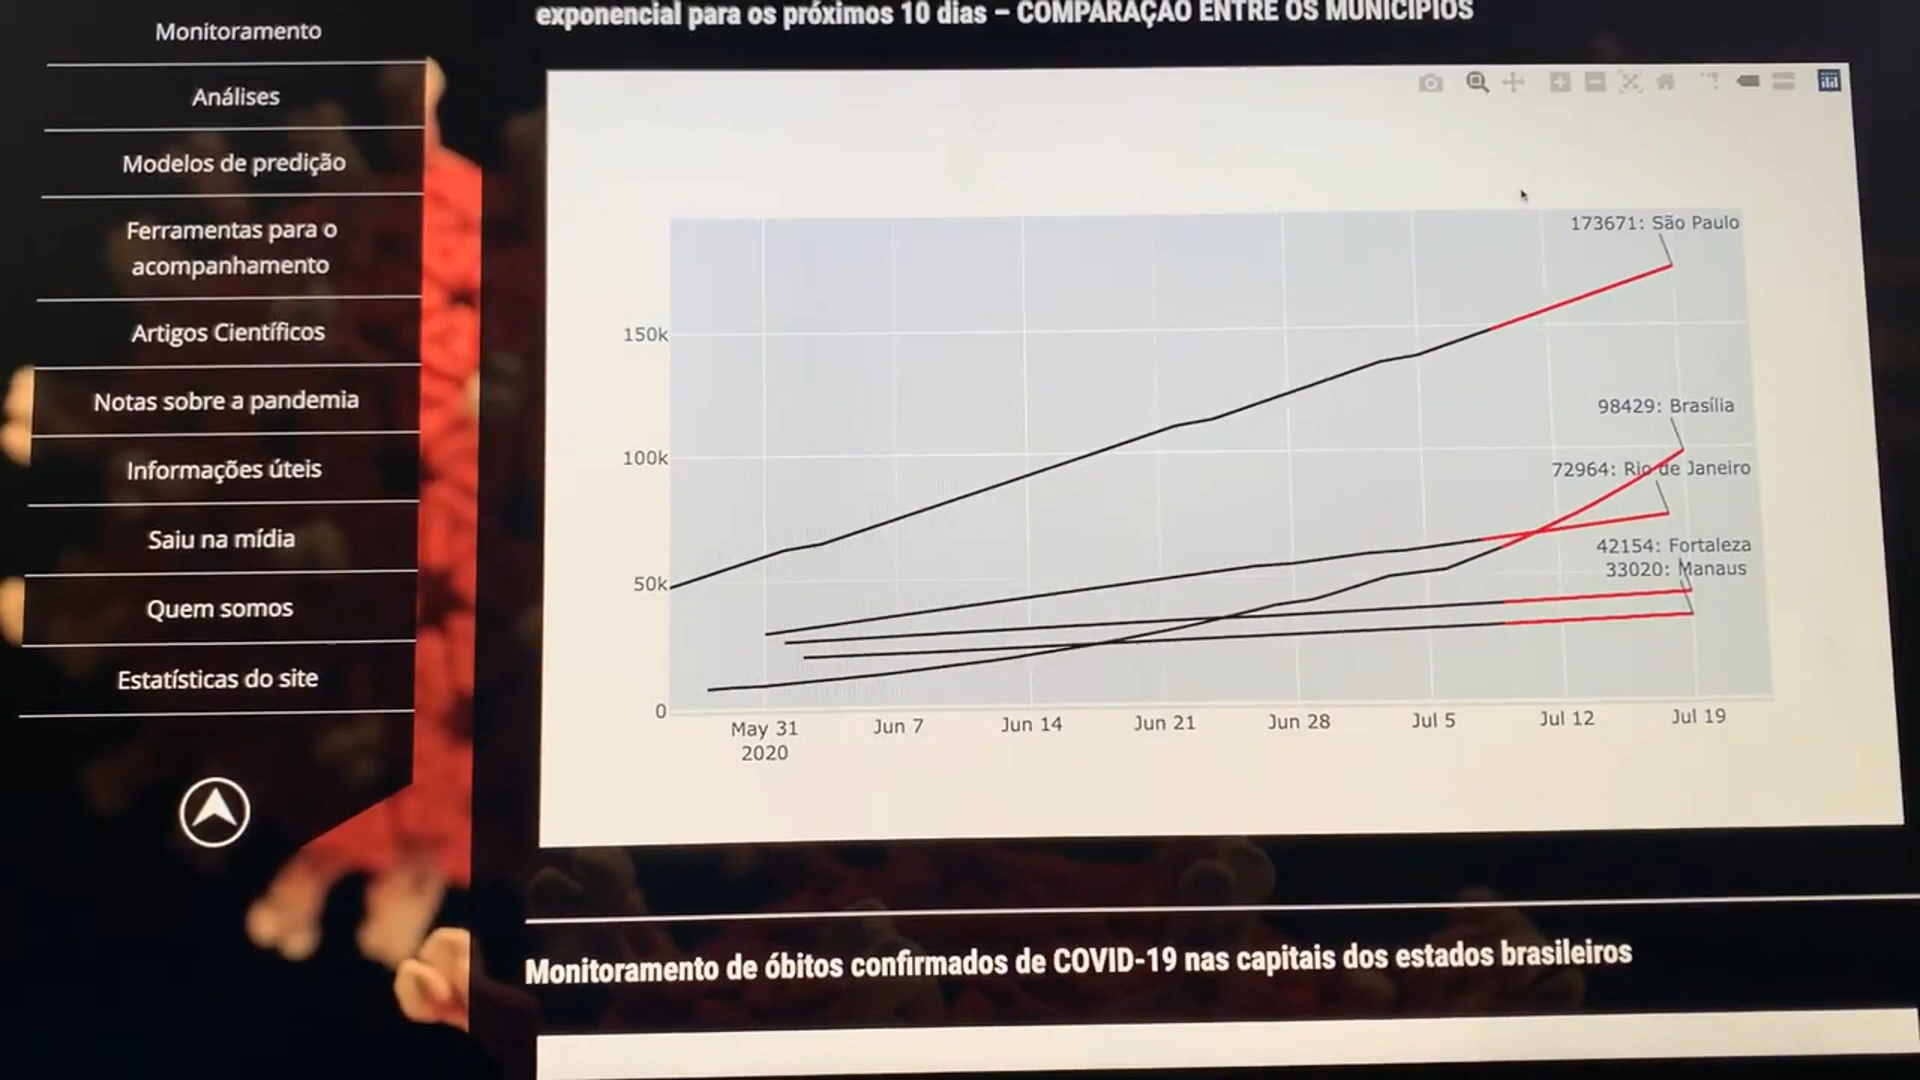 Monitoramento
Análises
Modelos de predição
Ferramentas para o
acompanhamento
Artigos Científicos
Notas sobre a pandemia
Informações úteis
Saiu na mídia
Quem somos
Estatísticas do site
exponencial para os próximos 10 dias – COMPARAÇÃO ENTRE OS MUNICÍPIOS
173671: São Paulo
150k
98429: Brasília
100k
72964: Rio de Janeiro
42154: Fortaleza
33020: Manaus
50k
0
May 31
2020
Jun 7
Jun 14
Jun 21
Jun 28
Jul 5
Jul 12
Jul 19
Monitoramento de óbitos confirmados de COVID-19 nas capitais dos estados brasileiros